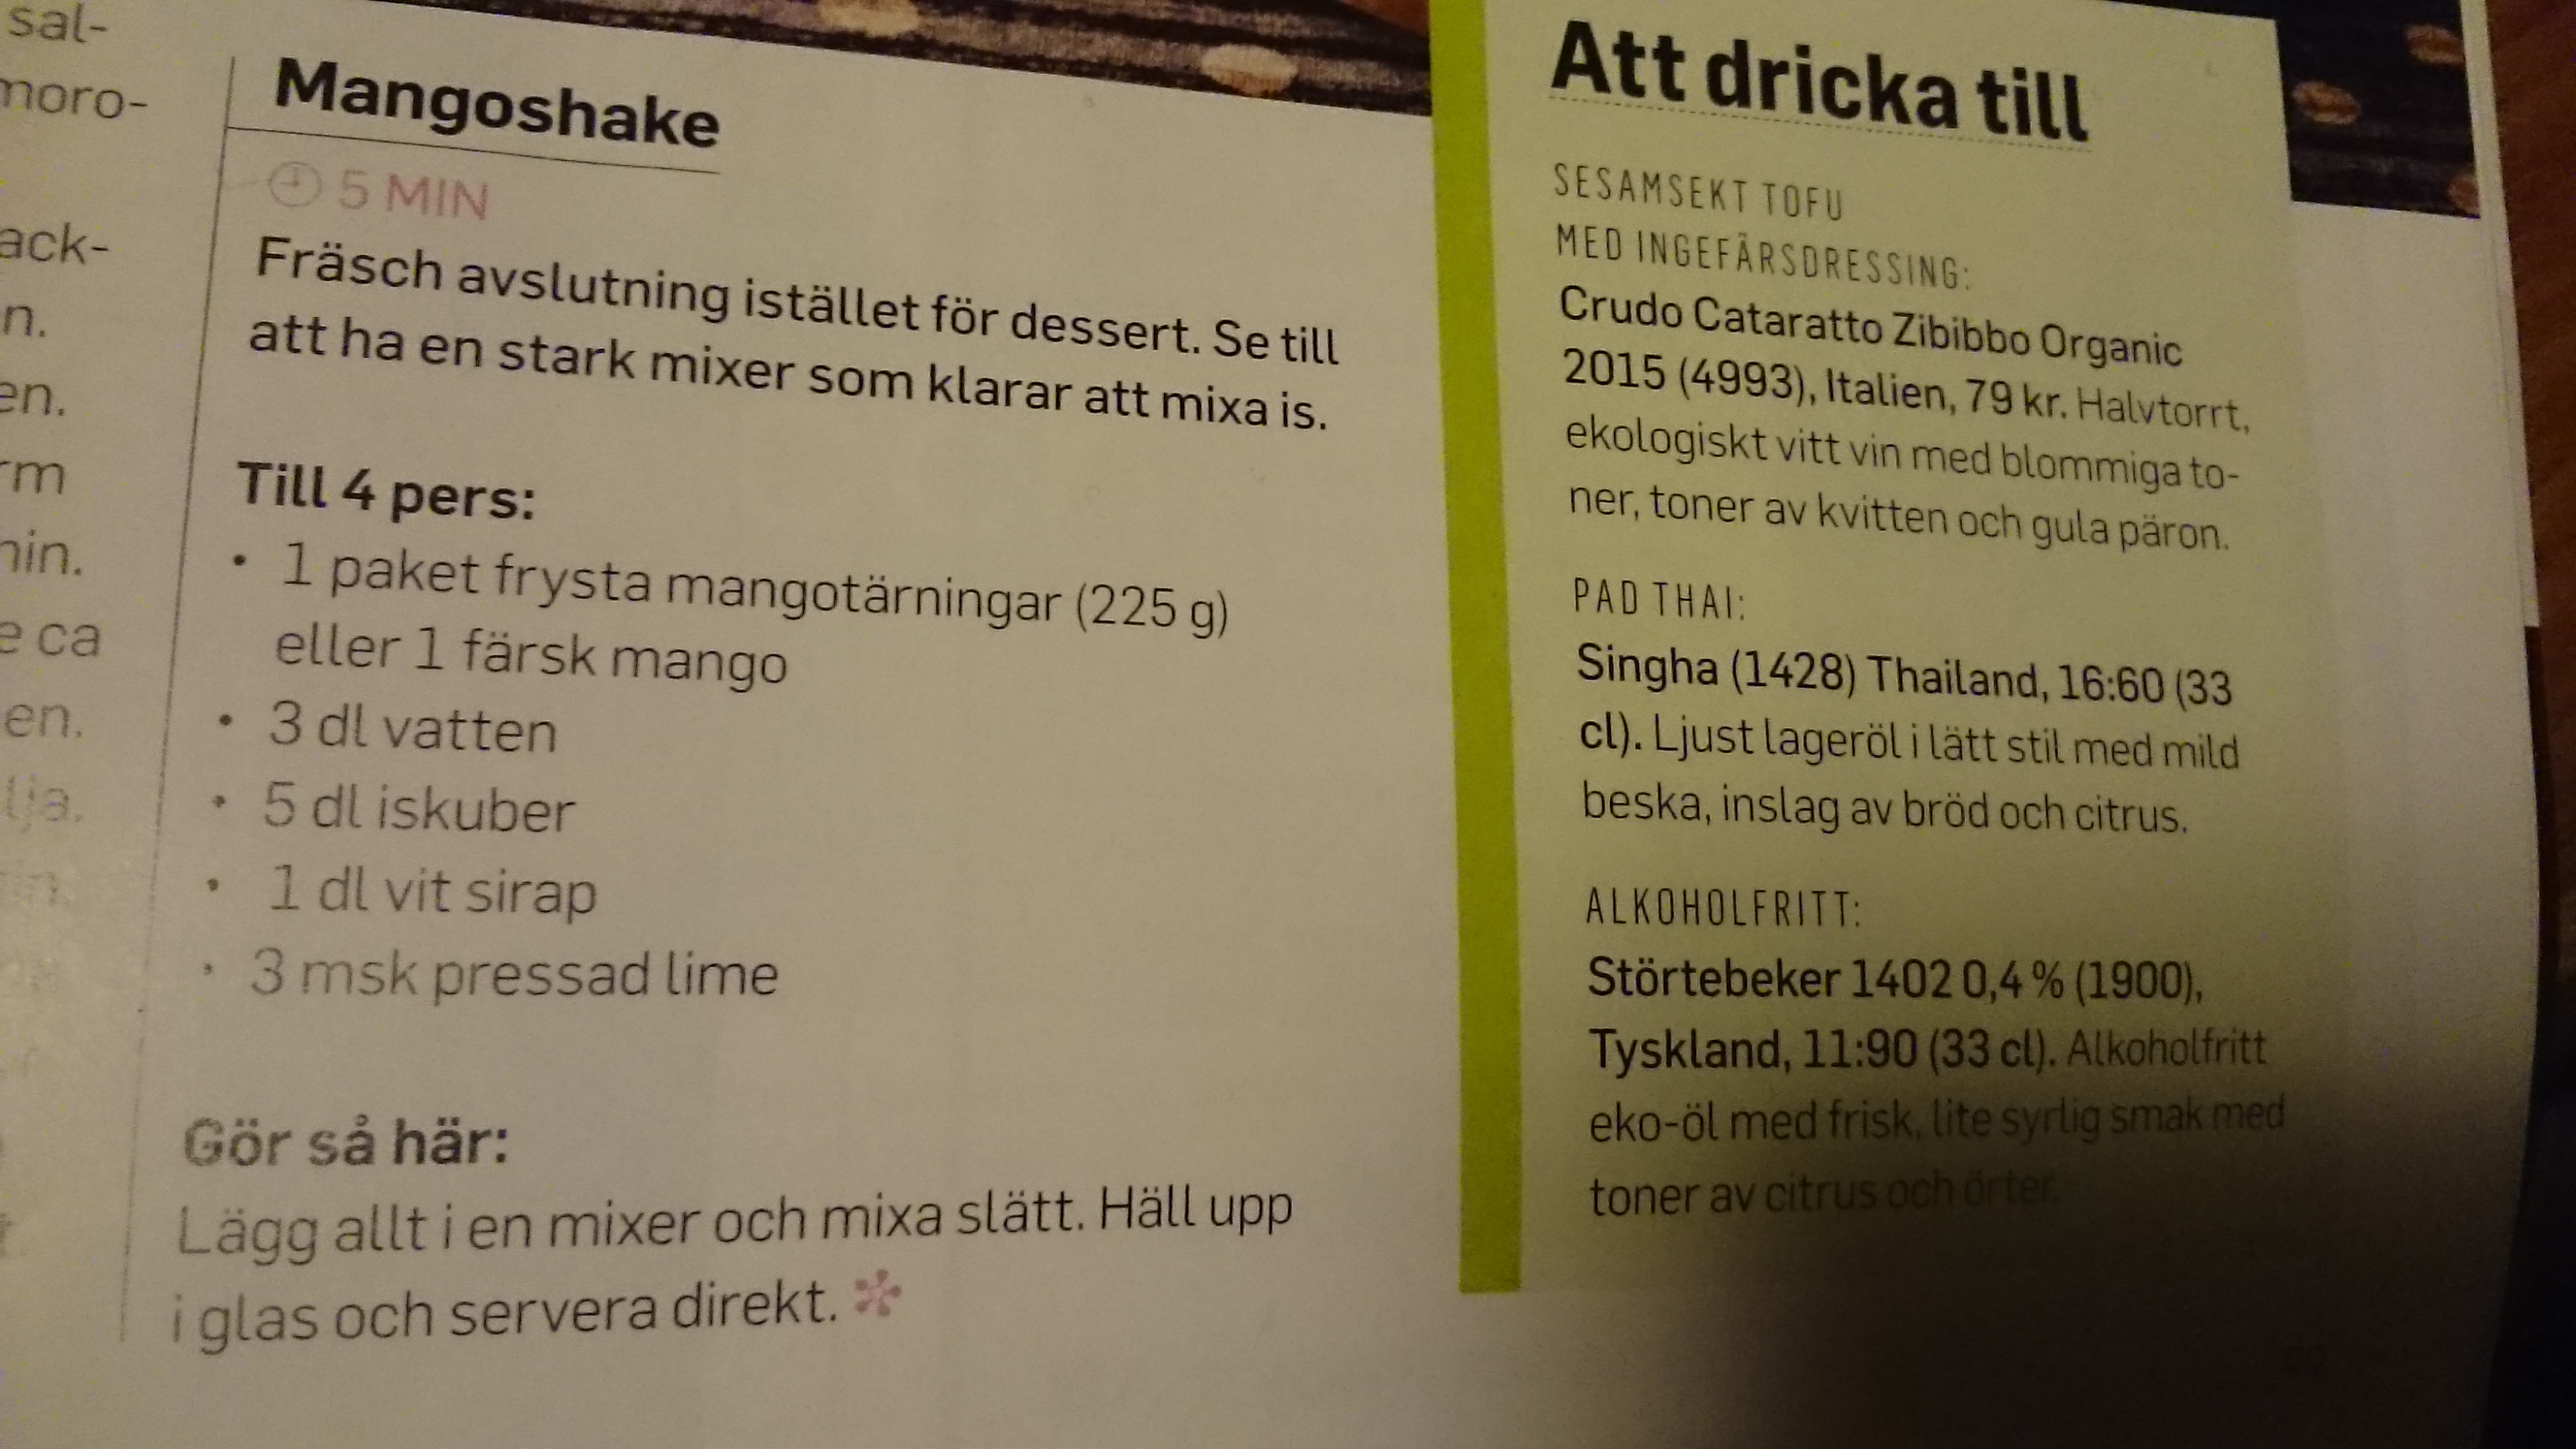 sal-
moro-
ack-
n.
en.
rm
min.
e ca
en.
lja.
Mangoshake
5 MIN
Fräsch avslutning istället för dessert. Se till
att ha en stark mixer som klarar att mixa is.
Till 4 pers:
• 1 paket frysta mangotärningar (225 g)
eller 1 färsk mango
• 3 dl vatten
• 5 dl iskuber
• 1 dl vit sirap
• 3 msk pressad lime
Gör så här:
Lägg allt i en mixer och mixa slätt. Häll upp
i glas och servera direkt.
Att dricka till
SESAMSEKT TOFU
MED INGEFÄRSDRESSING:
Crudo Cataratto Zibibbo Organic
2015 (4993), Italien, 79 kr. Halvtorrt,
ekologiskt vitt vin med blommiga to-
ner, toner av kvitten och gula päron.
PAD THAI:
Singha (1428) Thailand, 16:60 (33
cl). Ljust lageröl i lätt stil med mild
beska, inslag av bröd och citrus.
ALKOHOLFRITT:
Störtebeker 1402 0,4 % (1900),
Tyskland, 11:90 (33 cl). Alkoholfritt
eko-öl med frisk, lite syrlig smak med
toner av citrus och örter.